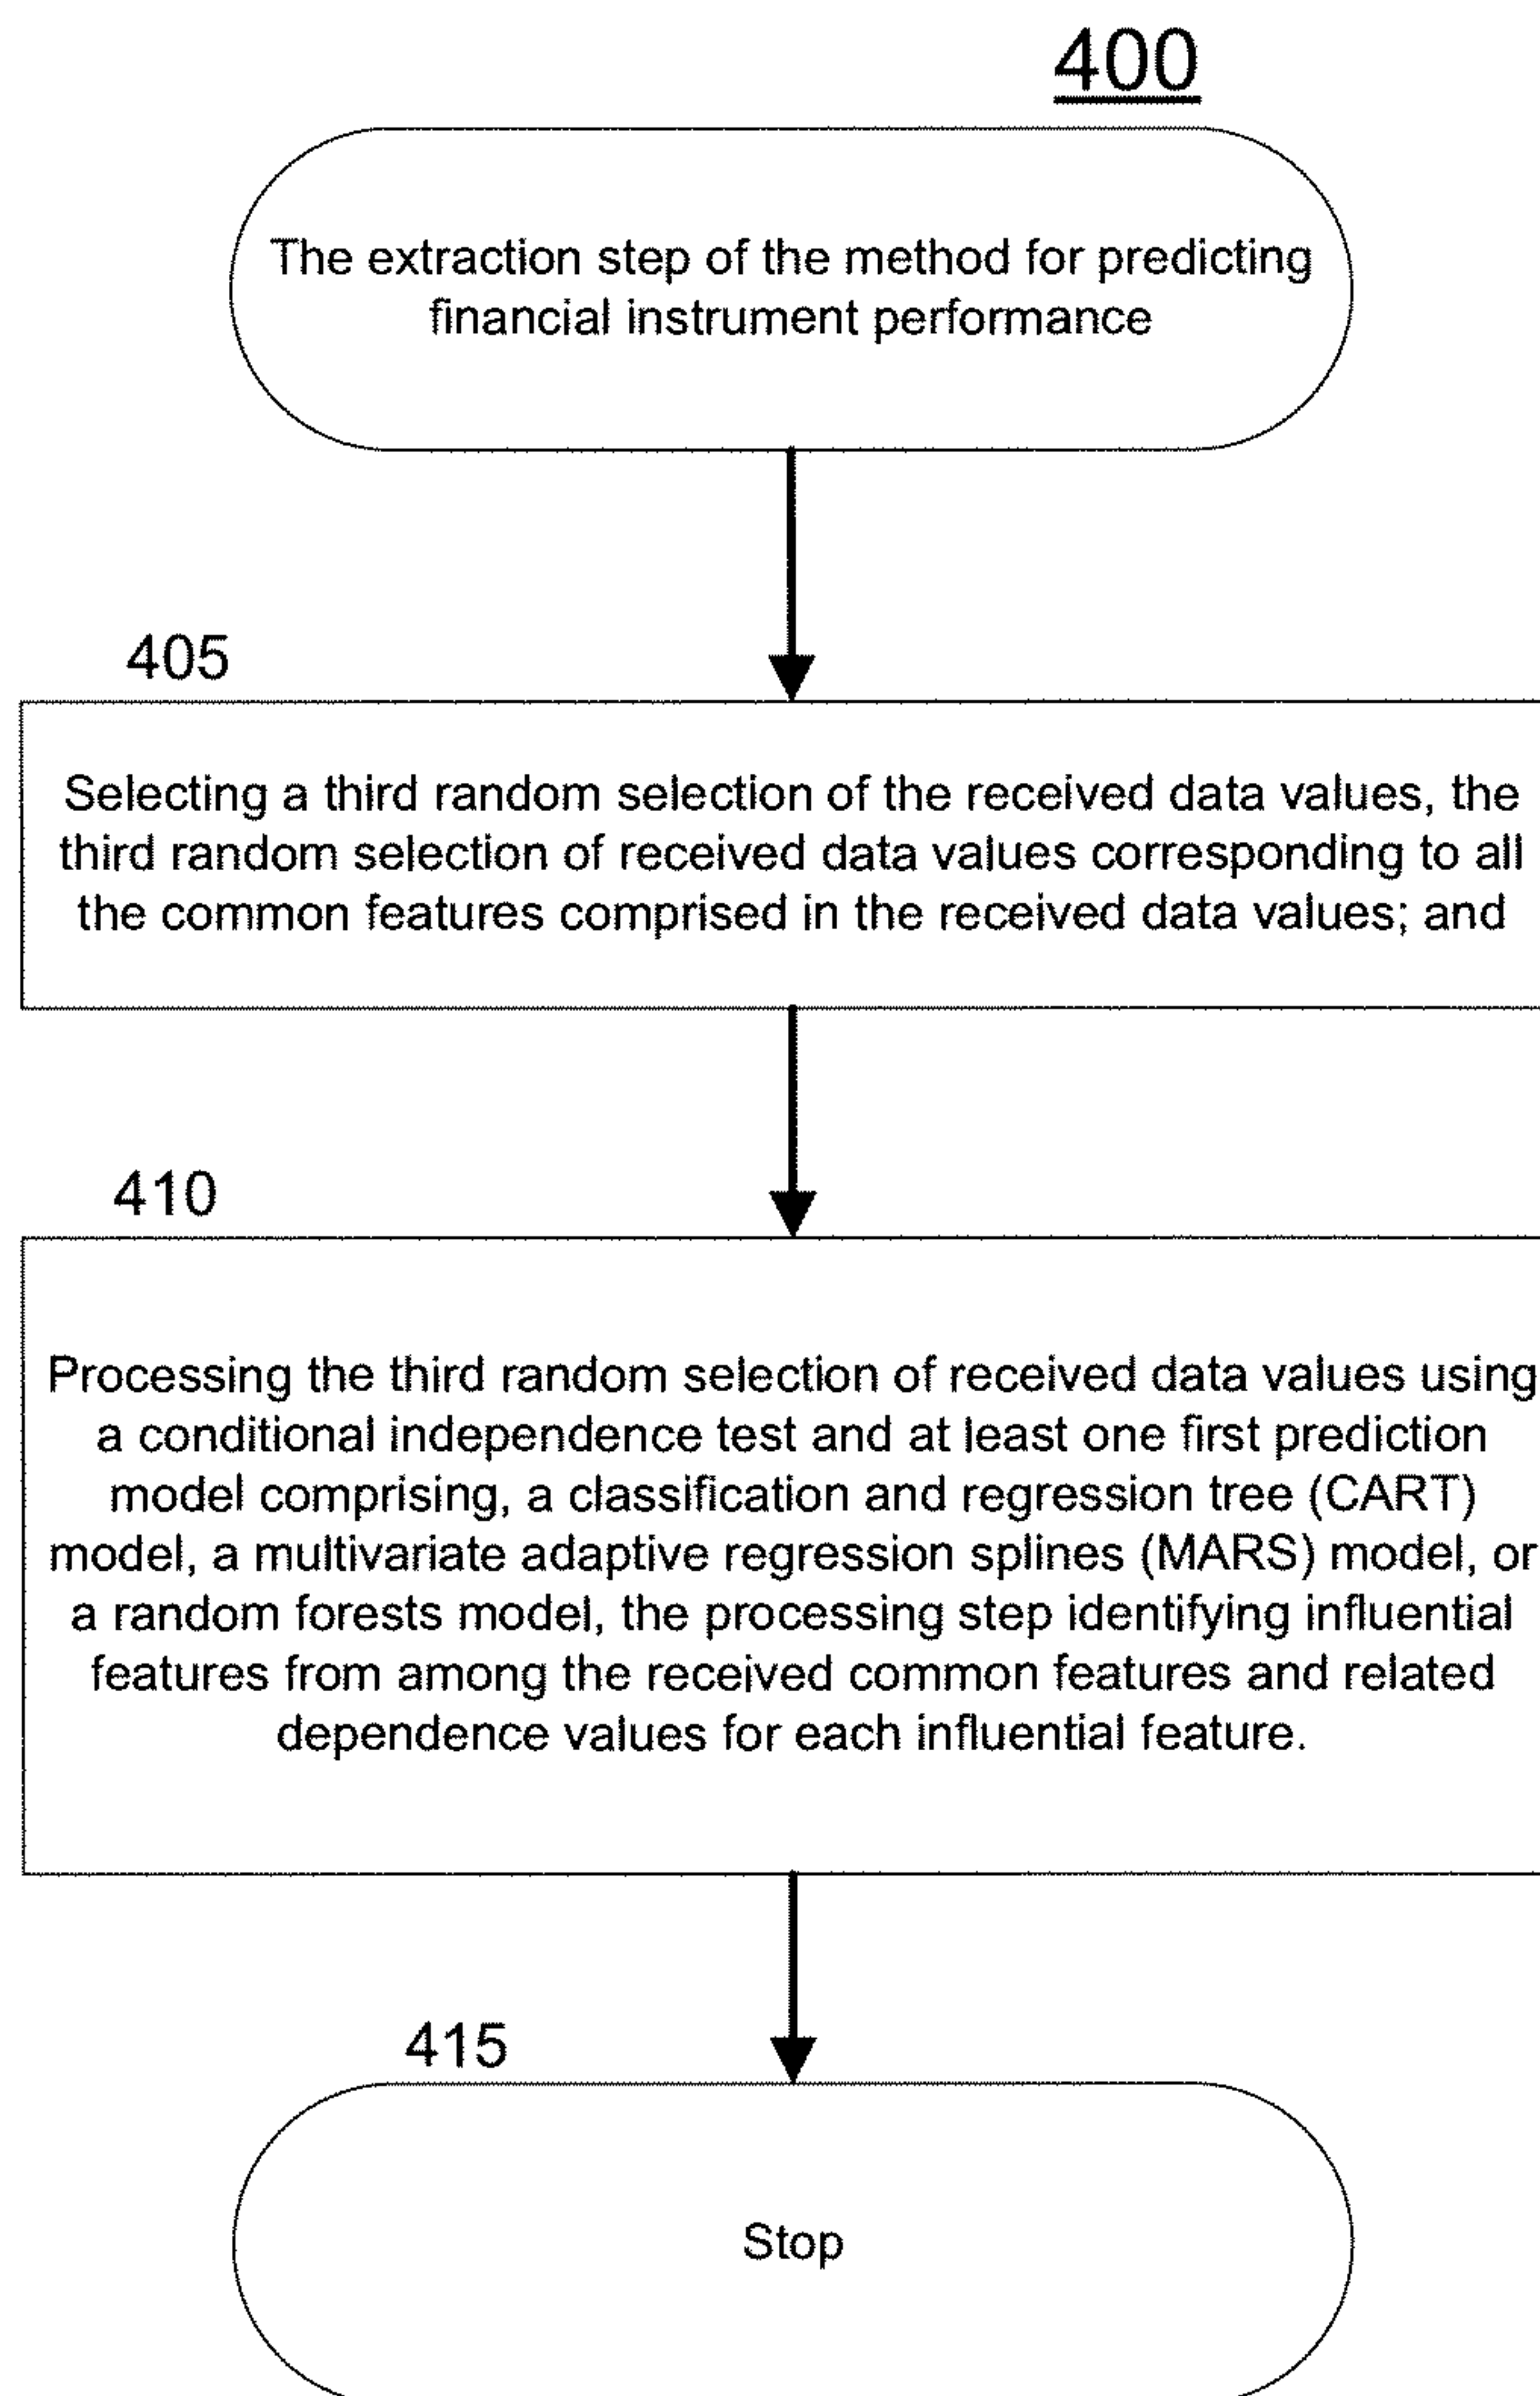 400
The extraction step of the method for predicting
financial instrument performance
405
Selecting a third random selection of the received data values, the
third random selection of received data values corresponding to all
the common features comprised in the received data values; and
410
Processing the third random selection of received data values using
a conditional independence test and at least one first prediction
model comprising, a classification and regression tree (CART)
model, a multivariate adaptive regression splines (MARS) model, or
a random forests model, the processing step identifying influential
features from among the received common features and related
dependence values for each influential feature.
415
Stop